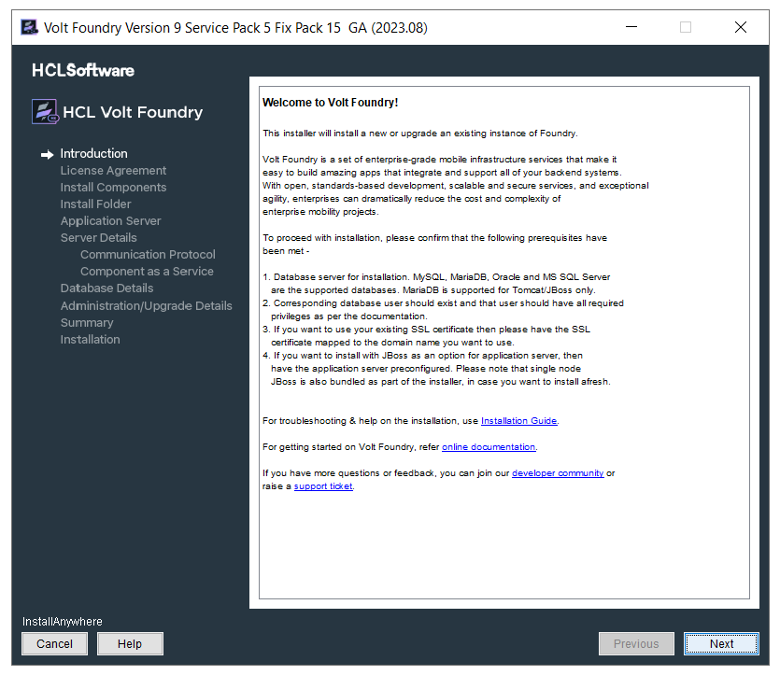 Volt Foundry Version 9 Service Pack 5 Fix Pack 15  GA (2023.08)
HCLSoftware
HCL Volt Foundry
Introduction
License Agreement
Install Components
Install Folder
Application Server
Server Details
Communication Protocol
Component as a Service
Database Details
Administration/Upgrade Details
Summary
Installation
Welcome to Volt Foundry!
This installer will install a new or upgrade an existing instance of Foundry.
Volt Foundry is a set of enterprise-grade mobile infrastructure services that make it
easy to build amazing apps that integrate and support all of your backend systems.
With open, standards-based development, scalable and secure services, and exceptional
agility, enterprises can dramatically reduce the cost and complexity of
enterprise mobility projects.
To proceed with installation, please confirm that the following prerequisites have
been met -
1. Database server for installation. MySQL, MariaDB, Oracle and MS SQL Server
are the supported databases. MariaDB is supported for Tomcat/JBoss only.
2. Corresponding database user should exist and that user should have all required
privileges as per the documentation.
3. If you want to use your existing SSL certificate then please have the SSL
certificate mapped to the domain name you want to use.
4. If you want to install with JBoss as an option for application server, then
have the application server preconfigured. Please note that single node
JBoss is also bundled as part of the installer, in case you want to install afresh.
For troubleshooting & help on the installation, use Installation Guide.
For getting started on Volt Foundry, refer online documentation.
If you have more questions or feedback, you can join our developer community or
raise a support ticket.
InstallAnywhere
Cancel
Help
Previous
Next